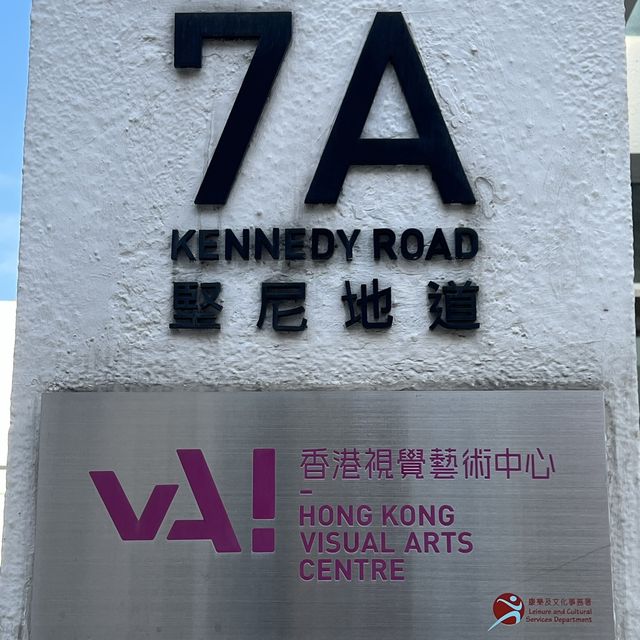 7A
KENNEDY ROAD
堅尼地道
vA!
香港視覺藝術中心
HONG KONG
VISUAL ARTS
CENTRE
康樂及文化事務署
Leisure and Cultural
Services Department